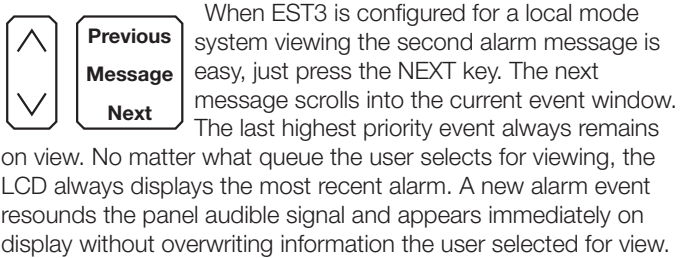 Previous
Message
Next
When EST3 is configured for a local mode
system viewing the second alarm message is
easy, just press the NEXT key. The next
message scrolls into the current event window.
The last highest priority event always remains
on view. No matter what queue the user selects for viewing, the
LCD always displays the most recent alarm. A new alarm event
resounds the panel audible signal and appears immediately on
display without overwriting information the user selected for view.